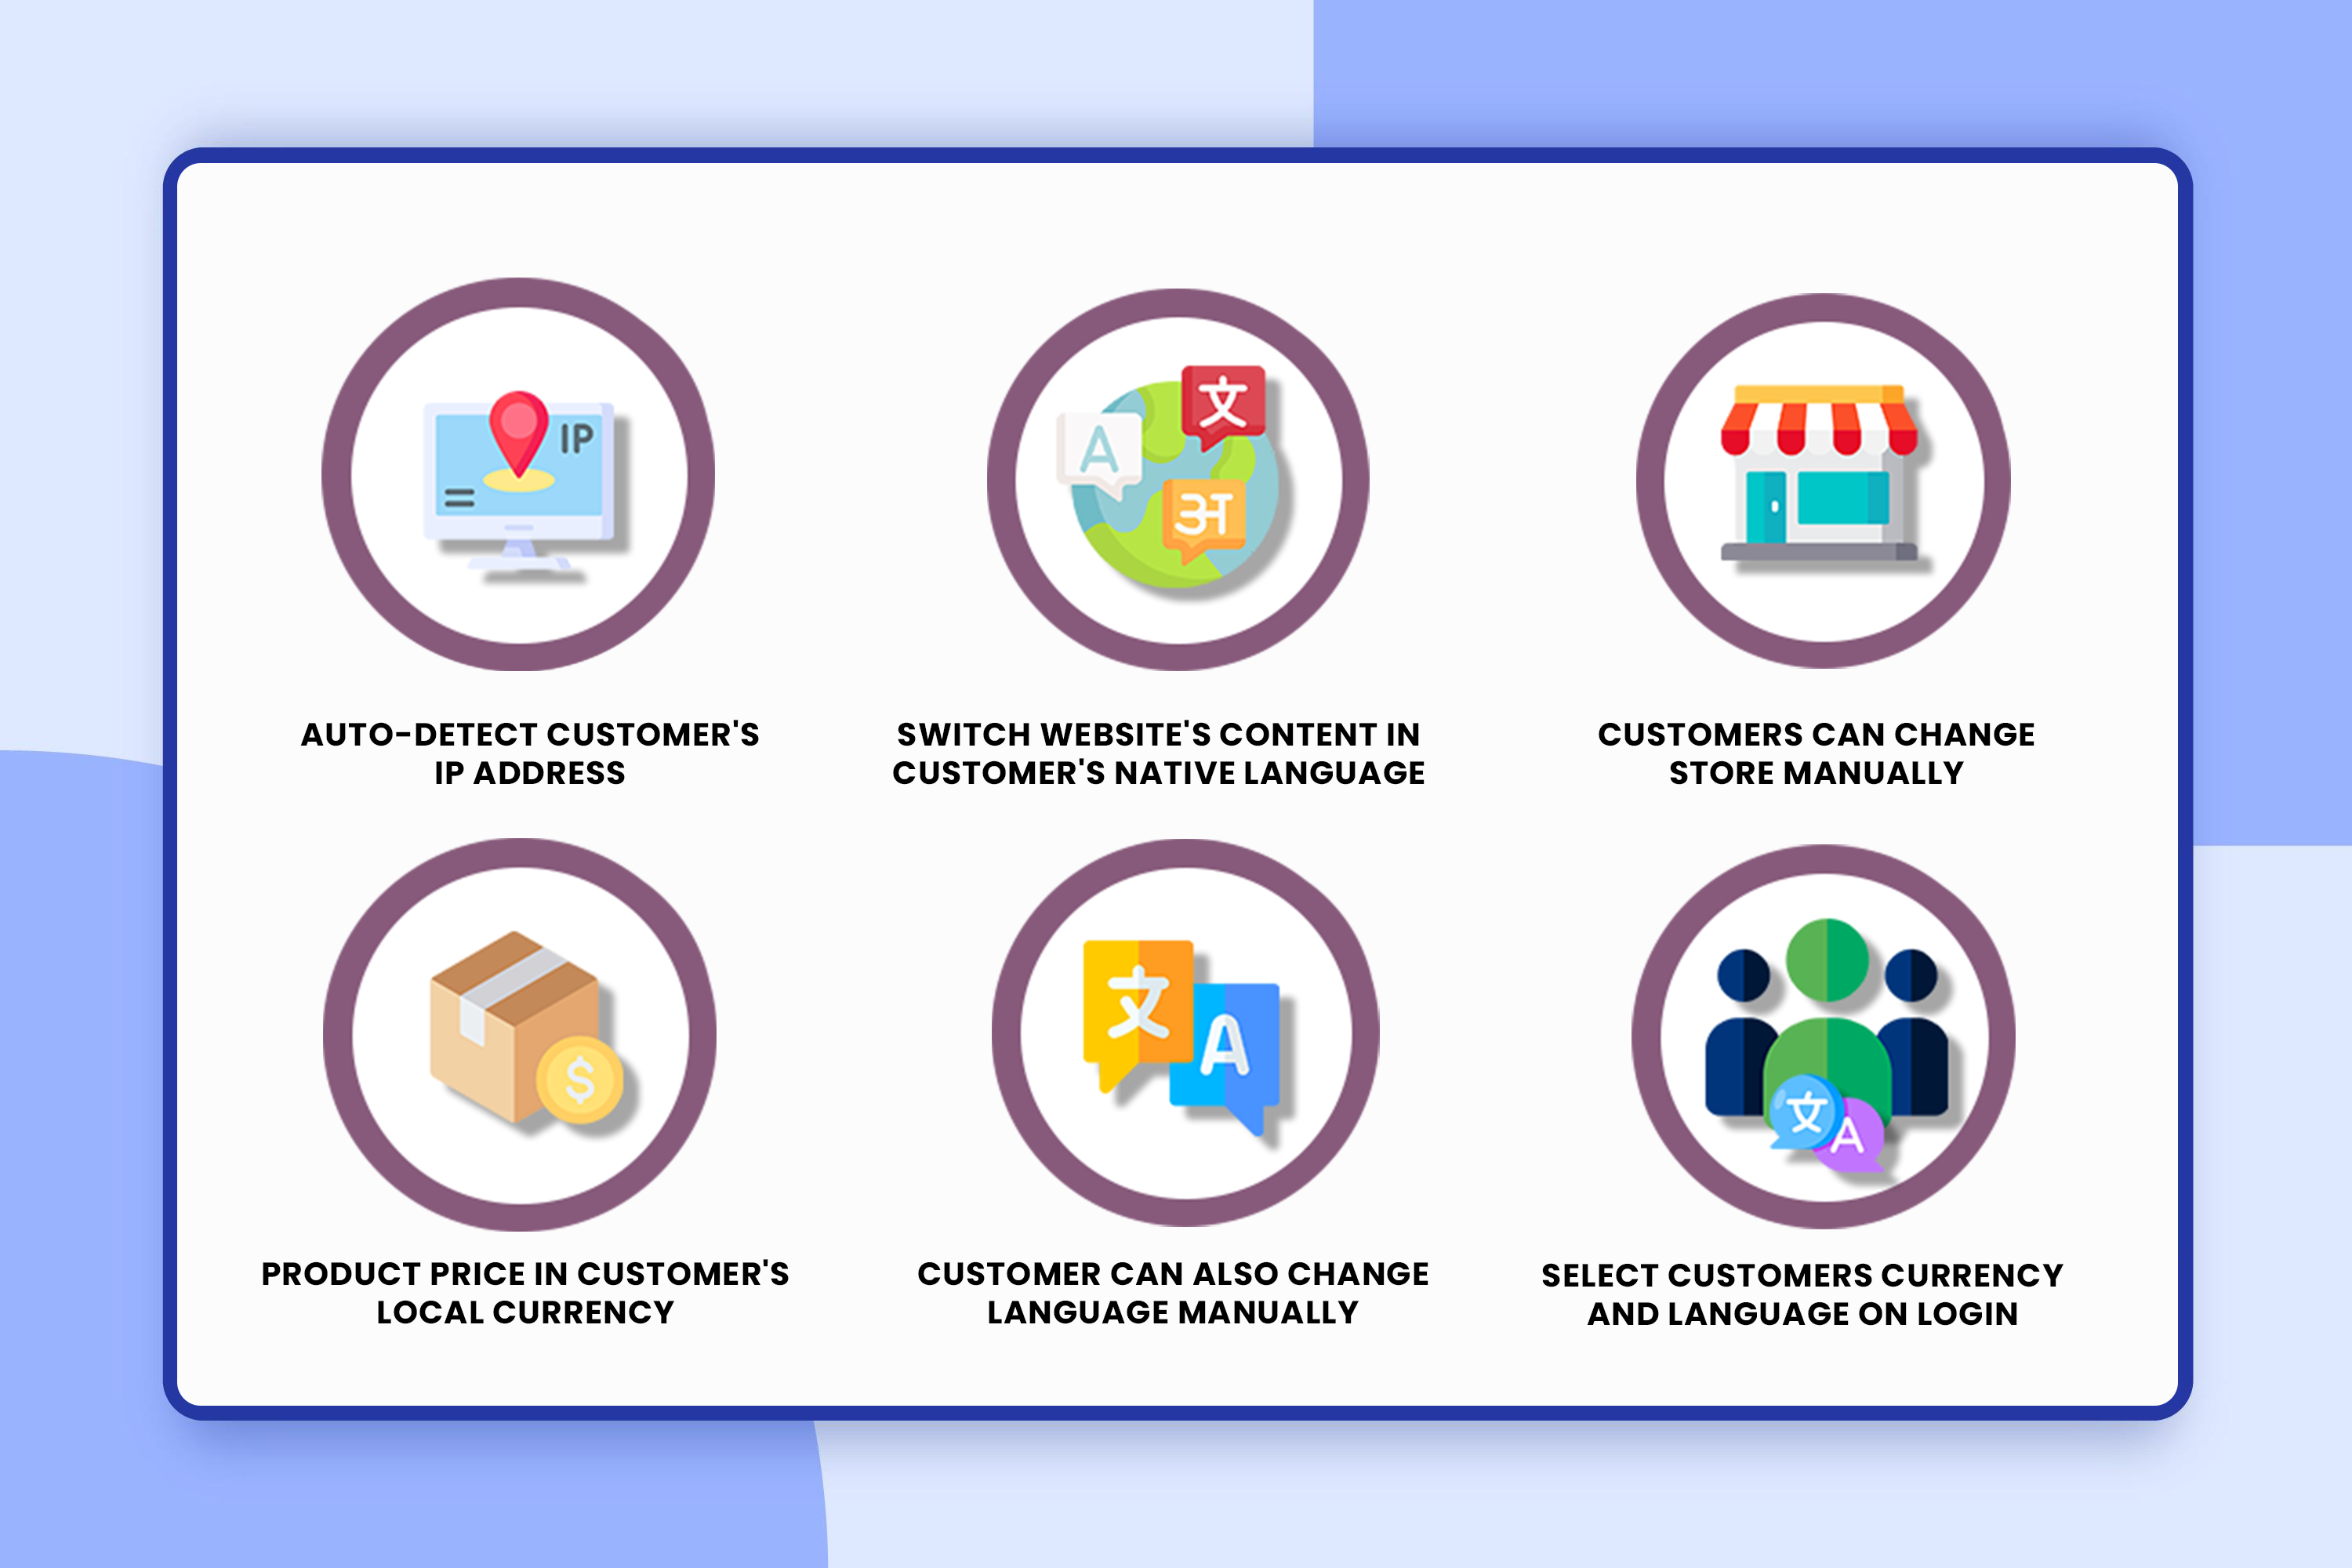 IP
A
文
अ
AUTO-DETECT CUSTOMER'S
IP ADDRESS
SWITCH WEBSITE'S CONTENT IN
CUSTOMER'S NATIVE LANGUAGE
CUSTOMERS CAN CHANGE
STORE MANUALLY
$
文
A
文
A
PRODUCT PRICE IN CUSTOMER'S
LOCAL CURRENCY
CUSTOMER CAN ALSO CHANGE
LANGUAGE MANUALLY
SELECT CUSTOMERS CURRENCY
AND LANGUAGE ON LOGIN